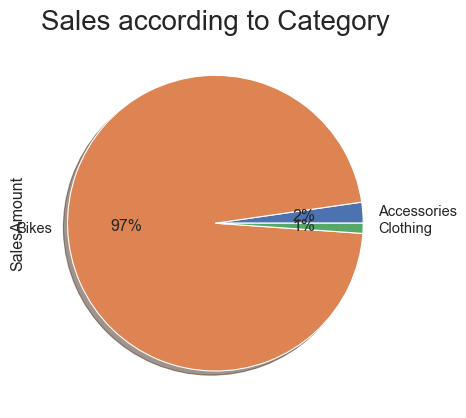 Sales according to Category
SalesAmount
Bikes
97%
2%
1%
Accessories
Clothing